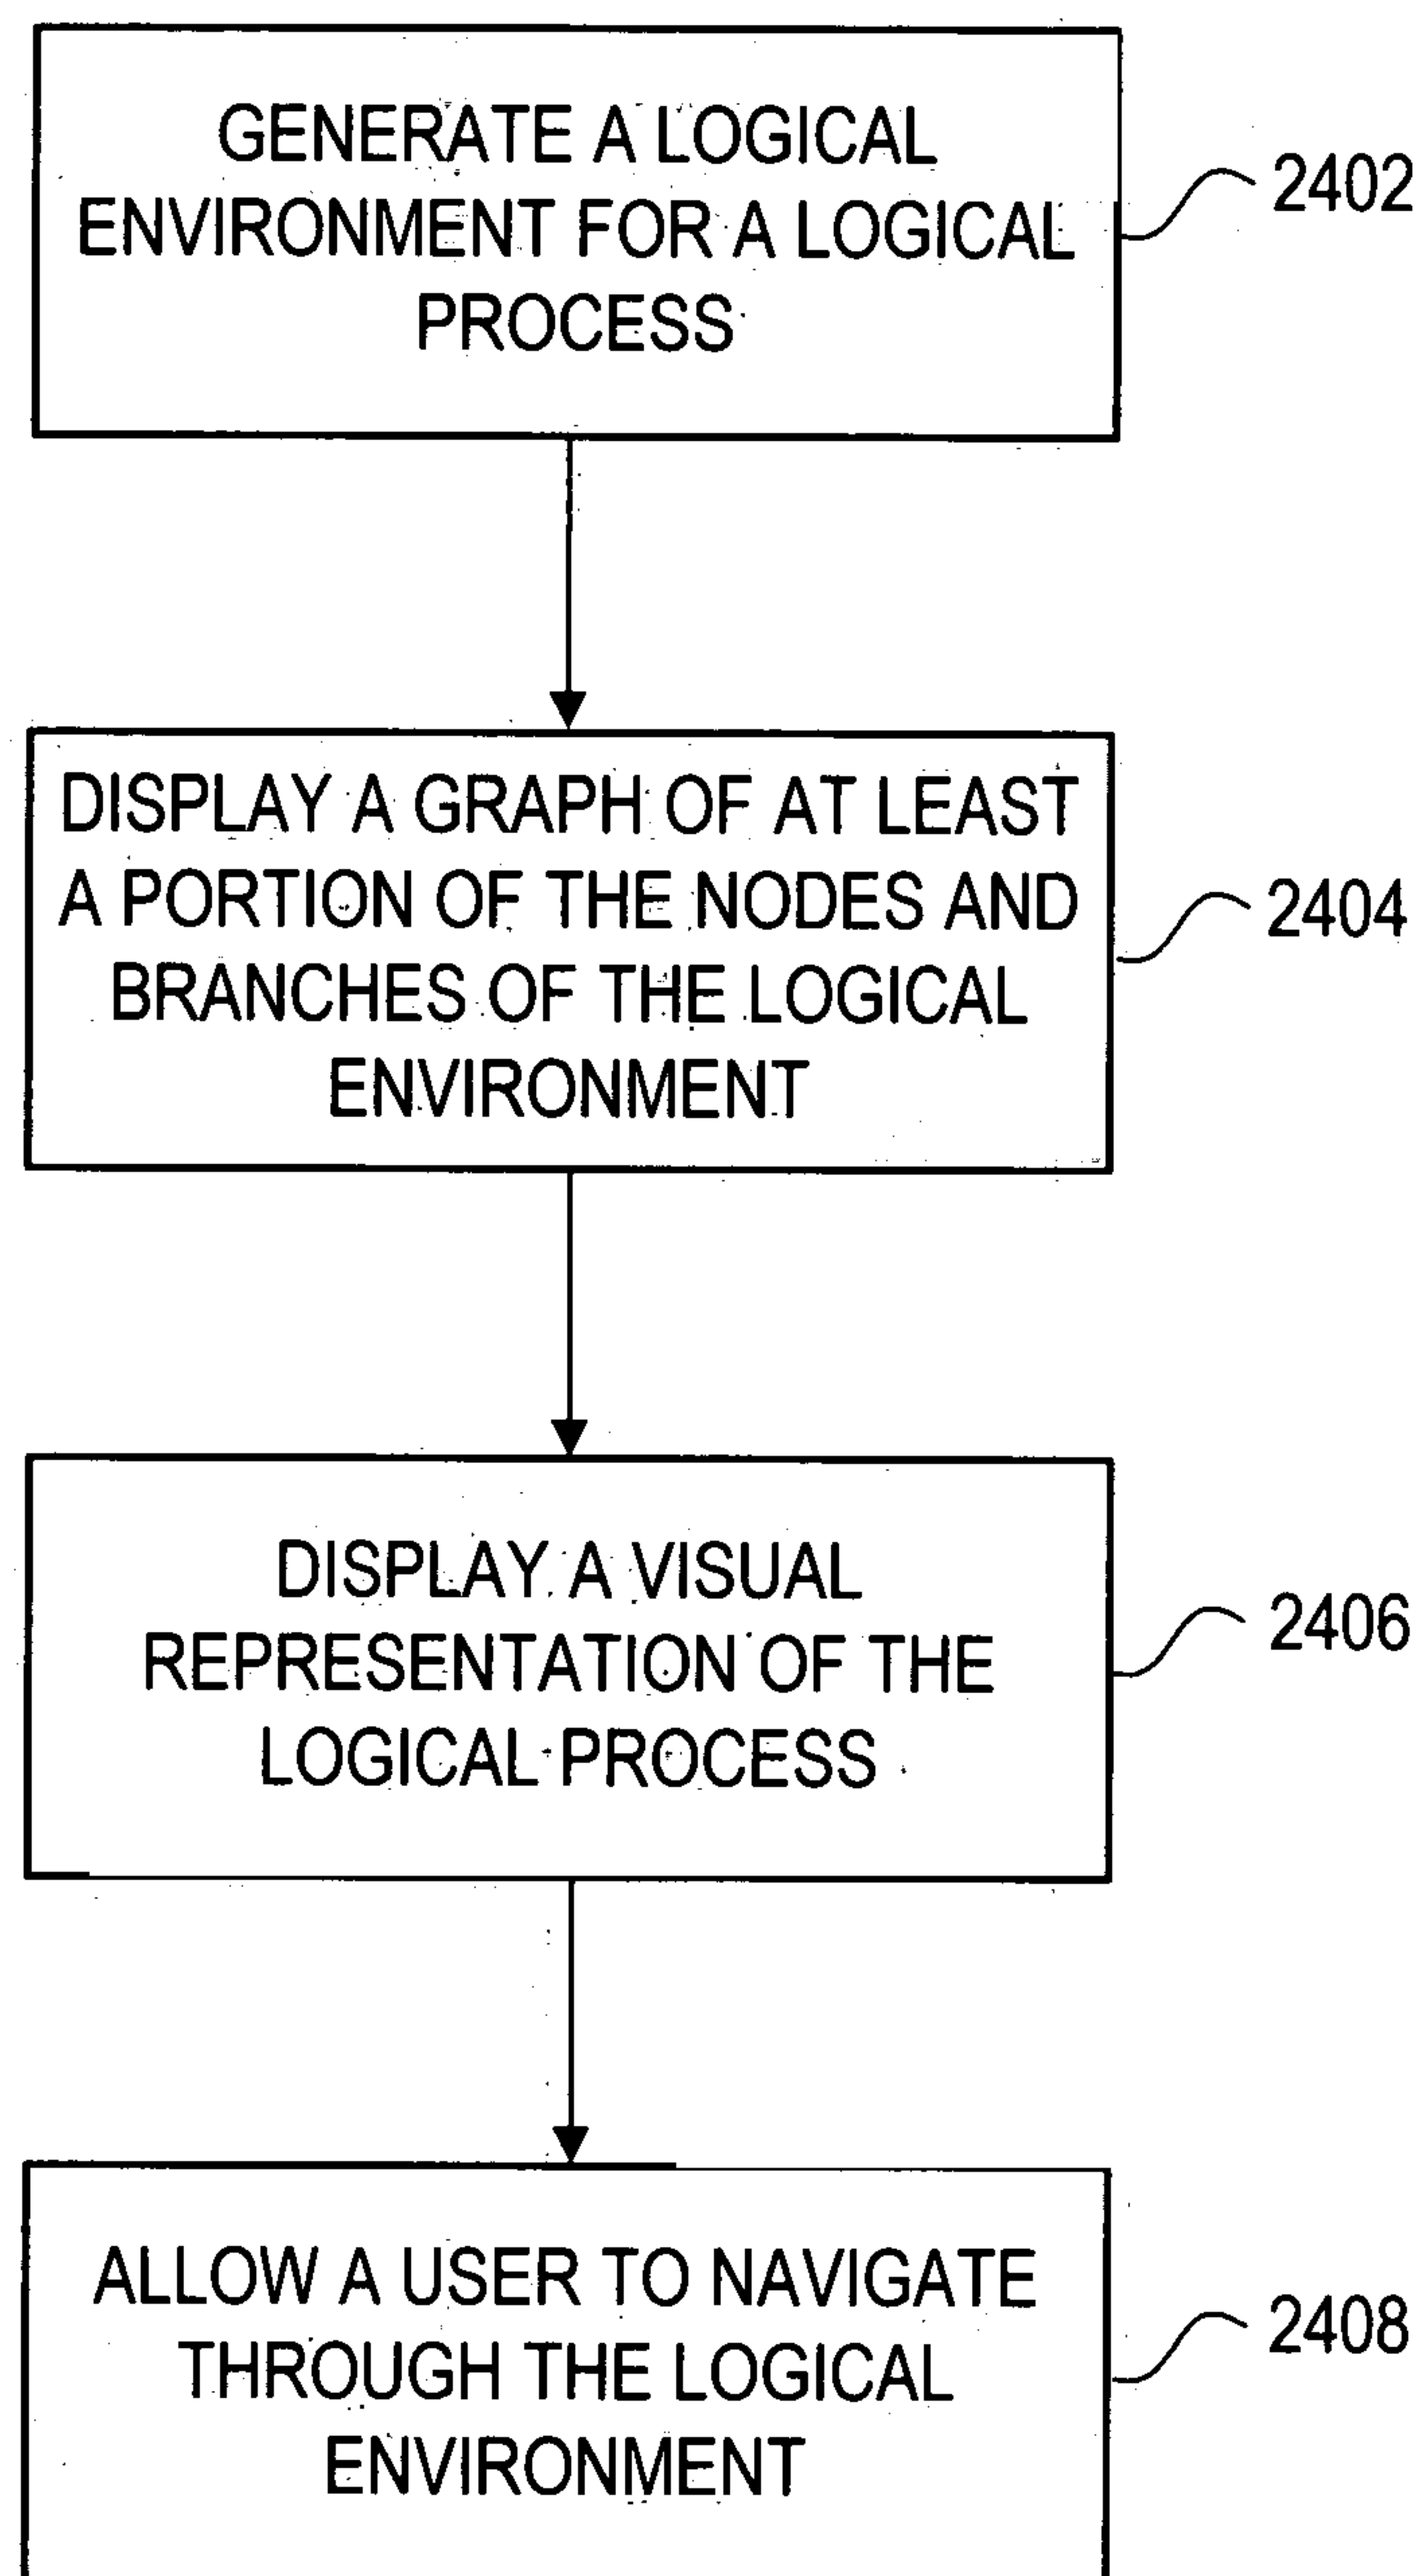 GENERATE A LOGICAL
ENVIRONMENT FOR A LOGICAL
PROCESS
2402
DISPLAY A GRAPH OF AT LEAST
A PORTION OF THE NODES AND
BRANCHES OF THE LOGICAL
ENVIRONMENT
2404
DISPLAY A VISUAL
REPRESENTATION OF THE
LOGICAL PROCESS
2406
ALLOW A USER TO NAVIGATE
THROUGH THE LOGICAL
ENVIRONMENT
2408